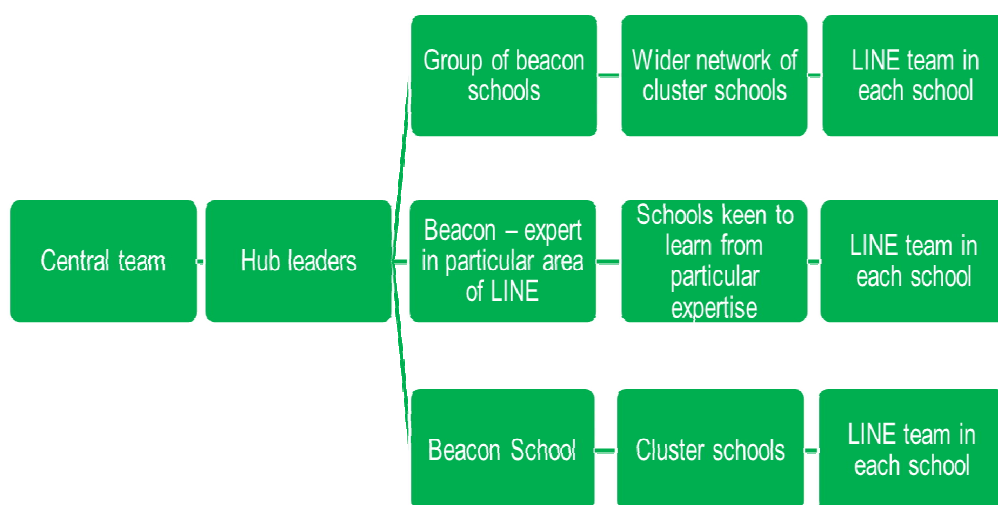 Group of beacon
schools
Wider network of
cluster schools
LINE team in
each school
Central team
Hub leaders
Beacon – expert
in particular area
of LINE
Schools keen to
learn from
particular
expertise
LINE team in
each school
Beacon School
Cluster schools
LINE team in
each school